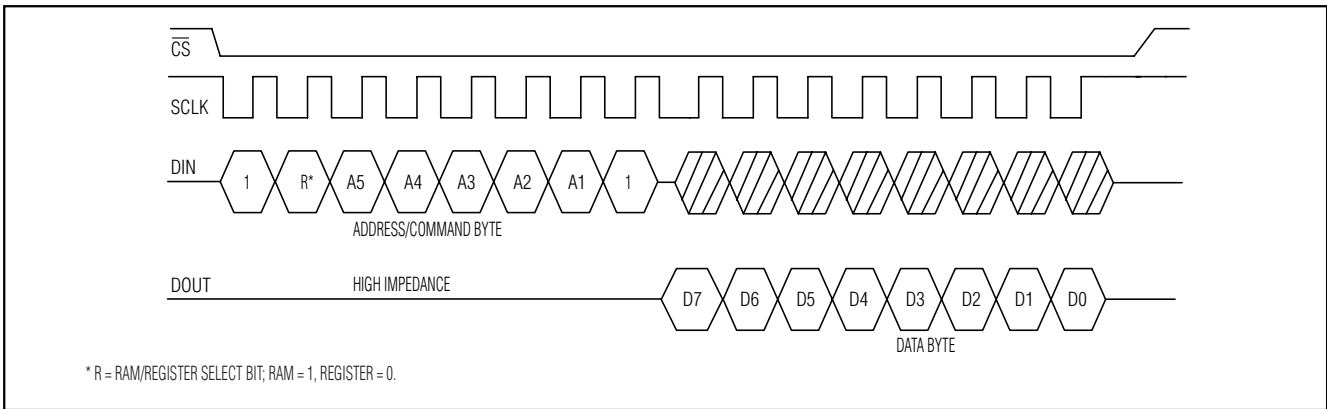 C̅S̅
SCLK
DIN
1 R* A5 A4 A3 A2 A1 1
ADDRESS/COMMAND BYTE
DOUT
HIGH IMPEDANCE
D7 D6 D5 D4 D3 D2 D1 D0
DATA BYTE
* R = RAM/REGISTER SELECT BIT; RAM = 1, REGISTER = 0.